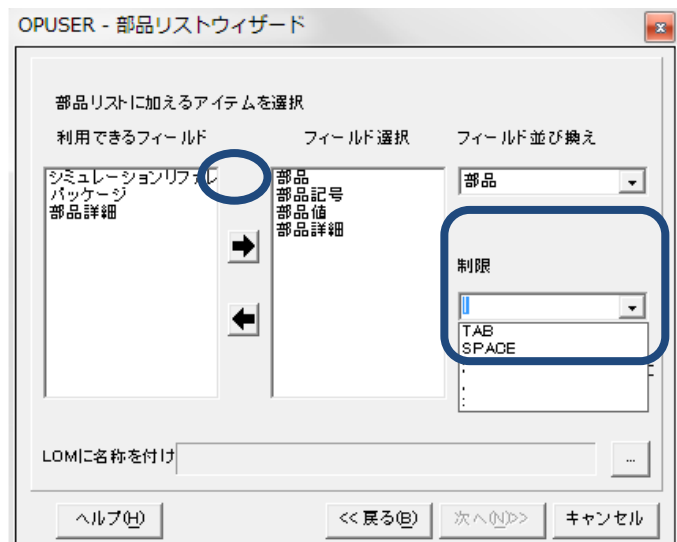 OPUSER - 部品リストウィザード
部品リストに加えるアイテムを選択
利用できるフィールド
フィールド選択
フィールド並び換え
シミュレーションリファレ
パッケージ
部品詳細
部品
部品記号
部品値
部品詳細
部品
制限
TAB
SPACE
LOMに名称を付け
...
ヘルプ(H)
<< 戻る(B)
次へ(N)>>
キャンセル